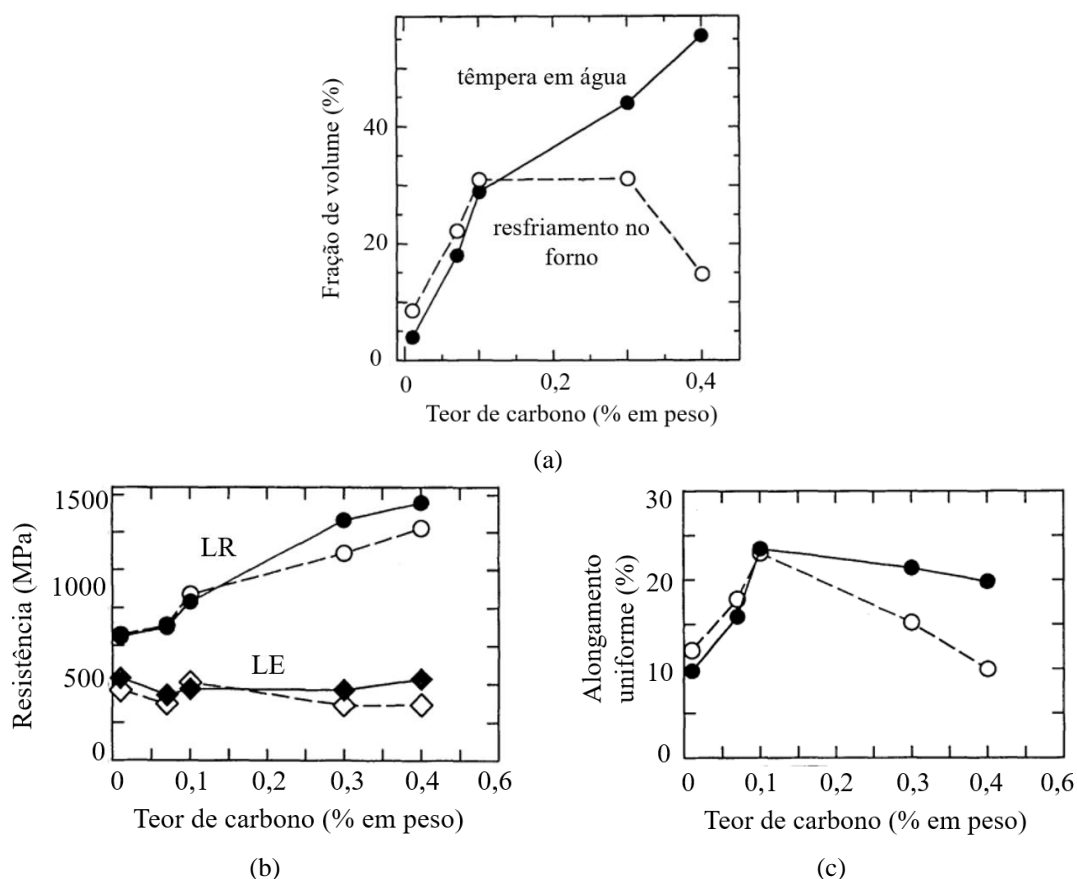 Fração de volume (%)
40
20
0
têmpera em água
resfriamento no
forno
0
0,2
0,4
Teor de carbono (% em peso)
(a)
Resistência (MPa)
1500
1000
500
0
LR
LE
0
0,1
0,2
0,3
0,4
0,6
Teor de carbono (% em peso)
(b)
Alongamento
uniforme (%)
30
20
10
0
0
0,1
0,2
0,3
0,4
0,6
Teor de carbono (% em peso)
(c)